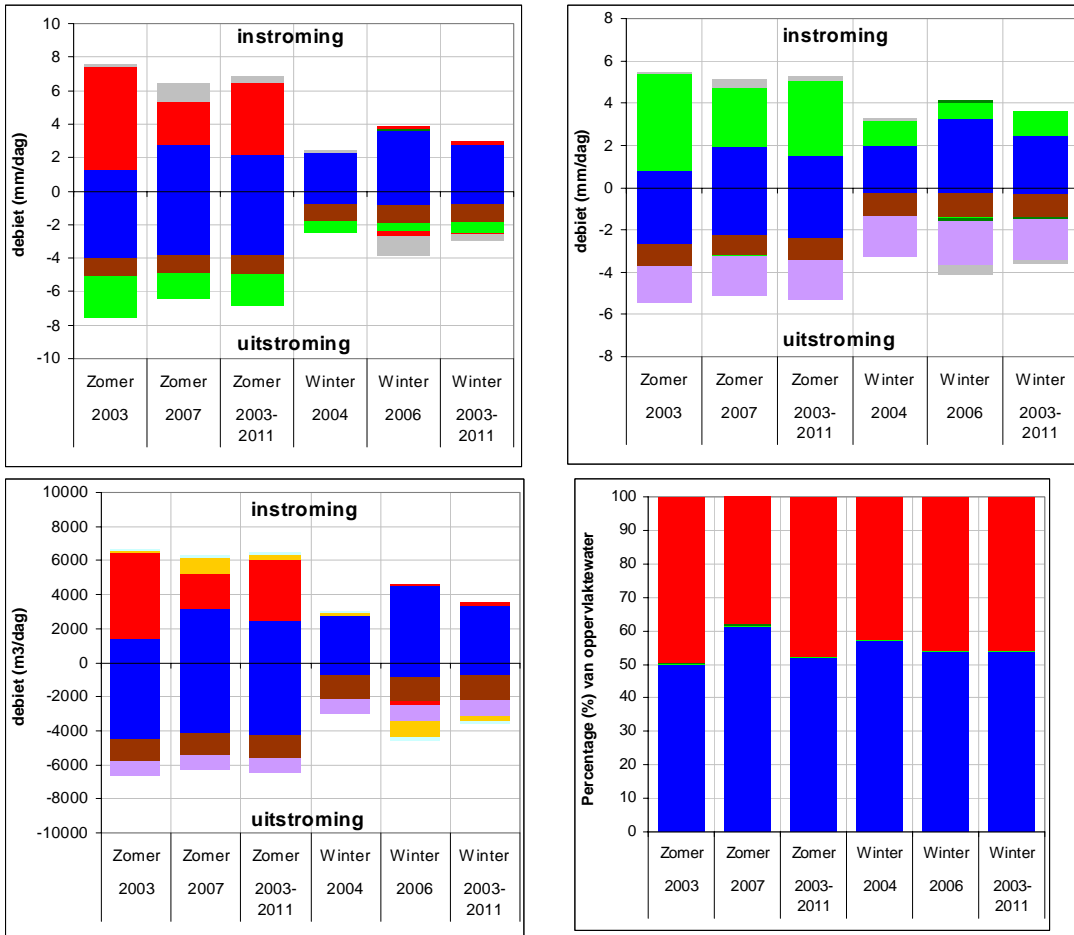 10
8
6
4
2
0
-2
-4
-6
-8
-10
debiet (mm/dag)
instroming
uitstroming
Zomer Zomer Zomer Winter Winter Winter
2003 2007 2003-2011 2004 2006 2003-2011
8
6
4
2
0
-2
-4
-6
-8
debiet (mm/dag)
instroming
uitstroming
Zomer Zomer Zomer Winter Winter Winter
2003 2007 2003-2011 2004 2006 2003-2011
10000
8000
6000
4000
2000
0
-2000
-4000
-6000
-8000
-10000
debiet (m3/dag)
instroming
uitstroming
Zomer Zomer Zomer Winter Winter Winter
2003 2007 2003-2011 2004 2006 2003-2011
100
90
80
70
60
50
40
30
20
10
0
Percentage (%) van oppervlaktewater
Zomer Zomer Zomer Winter Winter Winter
2003 2007 2003-2011 2004 2006 2003-2011